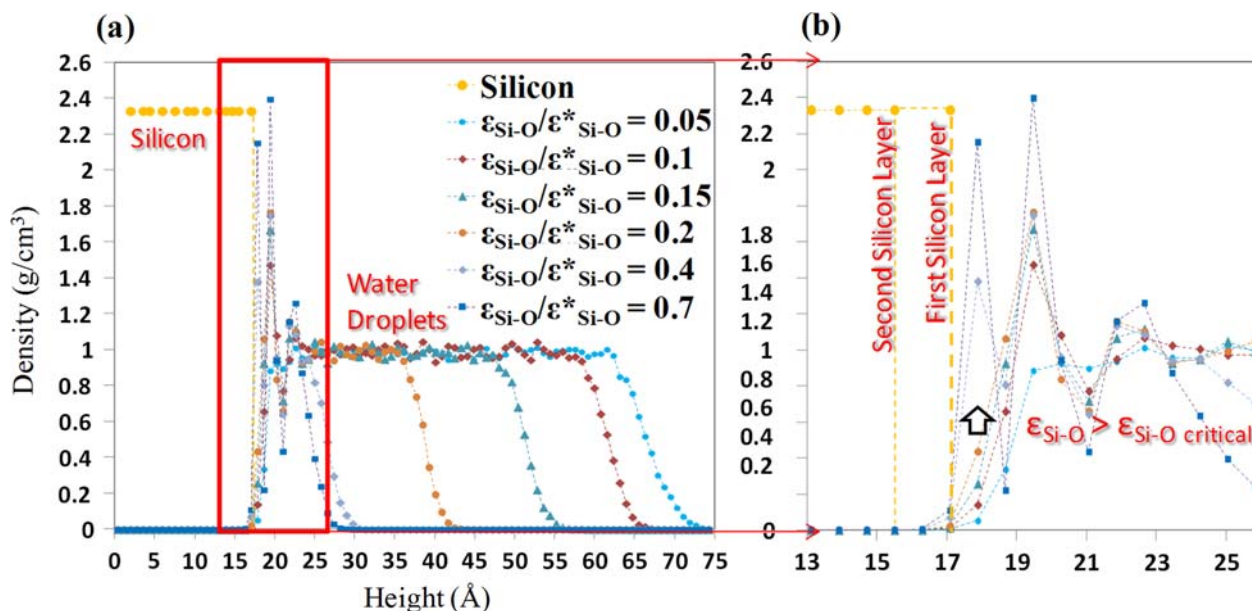 (a)
(b)
2.6
2.4
2.2
2
1.8
1.6
1.4
1.2
1
0.8
0.6
0.4
0.2
0
Density (g/cm³)
Silicon
Silicon
εSi-O/ε*Si-O = 0.05
εSi-O/ε*Si-O = 0.1
εSi-O/ε*Si-O = 0.15
εSi-O/ε*Si-O = 0.2
εSi-O/ε*Si-O = 0.4
εSi-O/ε*Si-O = 0.7
Water
Droplets
0 5 10 15 20 25 30 35 40 45 50 55 60 65 70 75
Height (Å)
2.6
2.4
2.2
2
1.8
1.6
1.4
1.2
1
0.8
0.6
0.4
0.2
0
Second Silicon Layer
First Silicon Layer
εSi-O > εSi-O critical
13 15 17 19 21 23 25